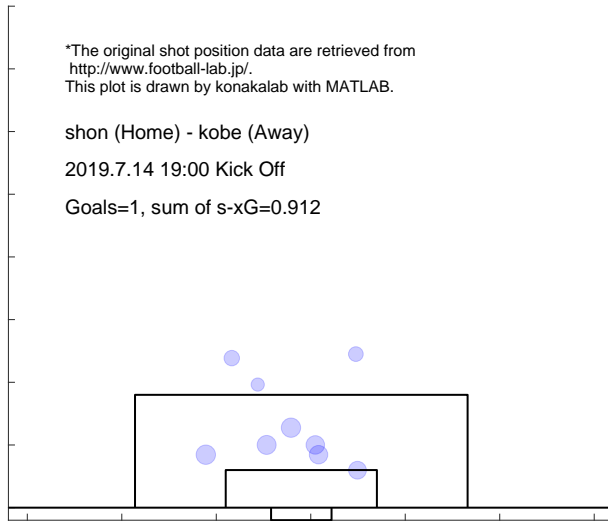 *The original shot position data are retrieved from
http://www.football-lab.jp/.
This plot is drawn by konakalab with MATLAB.
shon (Home) - kobe (Away)
2019.7.14 19:00 Kick Off
Goals=1, sum of s-xG=0.912